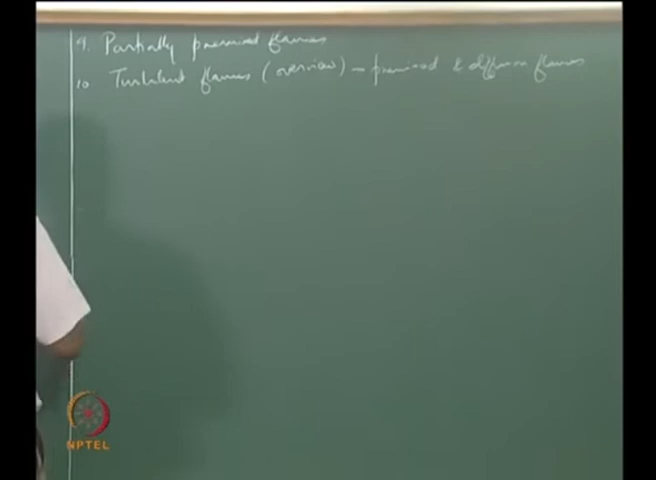 9. Partially premixed flames
10 Turbulent flames (overview) – premixed & diffusion flames
NPTEL